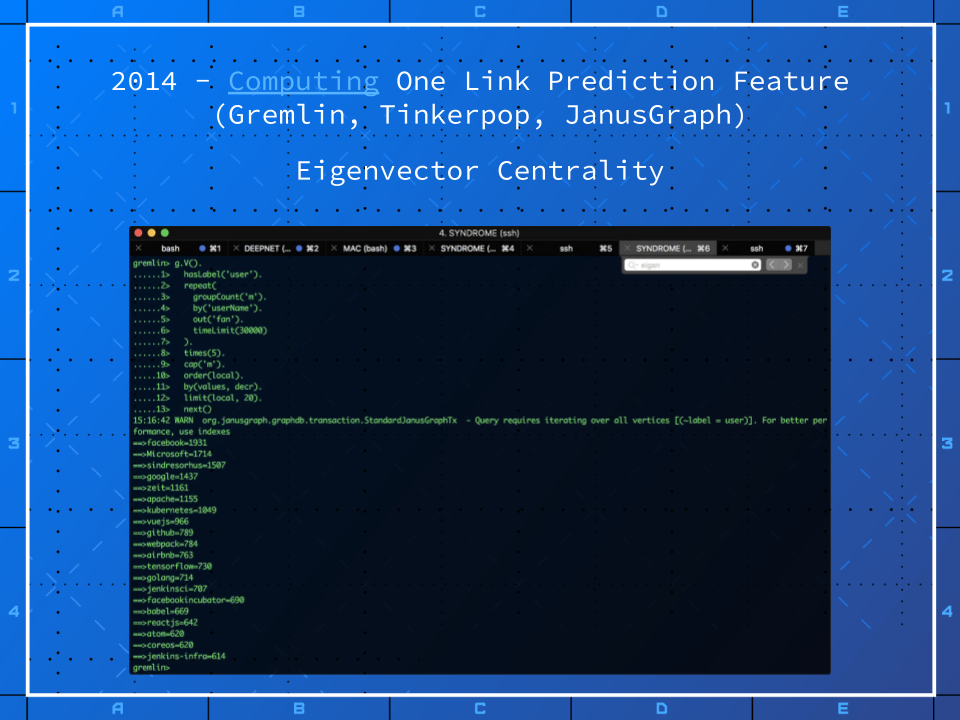 A B C D E
2014 - Computing One Link Prediction Feature
(Gremlin, Tinkerpop, JanusGraph)
1 1
Eigenvector Centrality
4. SYNDROME (ssh)
× bash ⌘1 × DEEPNET (... ⌘2 × MAC (bash) ⌘3 × SYNDROME (... ⌘4 × ssh ⌘5 × SYNDROME (... ⌘6 × ssh ⌘7
gremlin> g.V().
eigen
......1> hasLabel('user').
2 2
......2> repeat(
......3> groupCount('m').
......4> by('userName').
......5> out('fan').
......6> timeLimit(30000)
......7> ).
......8> times(5).
......9> cap('m').
.....10> order(local).
.....11> by(values, decr).
.....12> limit(local, 20).
.....13> next()
15:16:42 WARN org.janusgraph.graphdb.transaction.StandardJanusGraphTx - Query requires iterating over all vertices [(~label = user)]. For better per
formance, use indexes
==>facebook=1931
3 3
==>Microsoft=1714
==>sindresorhus=1507
==>google=1437
==>zeit=1161
==>apache=1155
==>kubernetes=1049
==>vuejs=966
==>github=789
==>webpack=784
==>airbnb=763
==>tensorflow=730
==>golang=714
==>jenkinsci=707
==>facebookincubator=690
==>babel=669
4 4
==>reactjs=642
==>atom=620
==>coreos=620
==>jenkins-infra=614
gremlin>
A B C D E